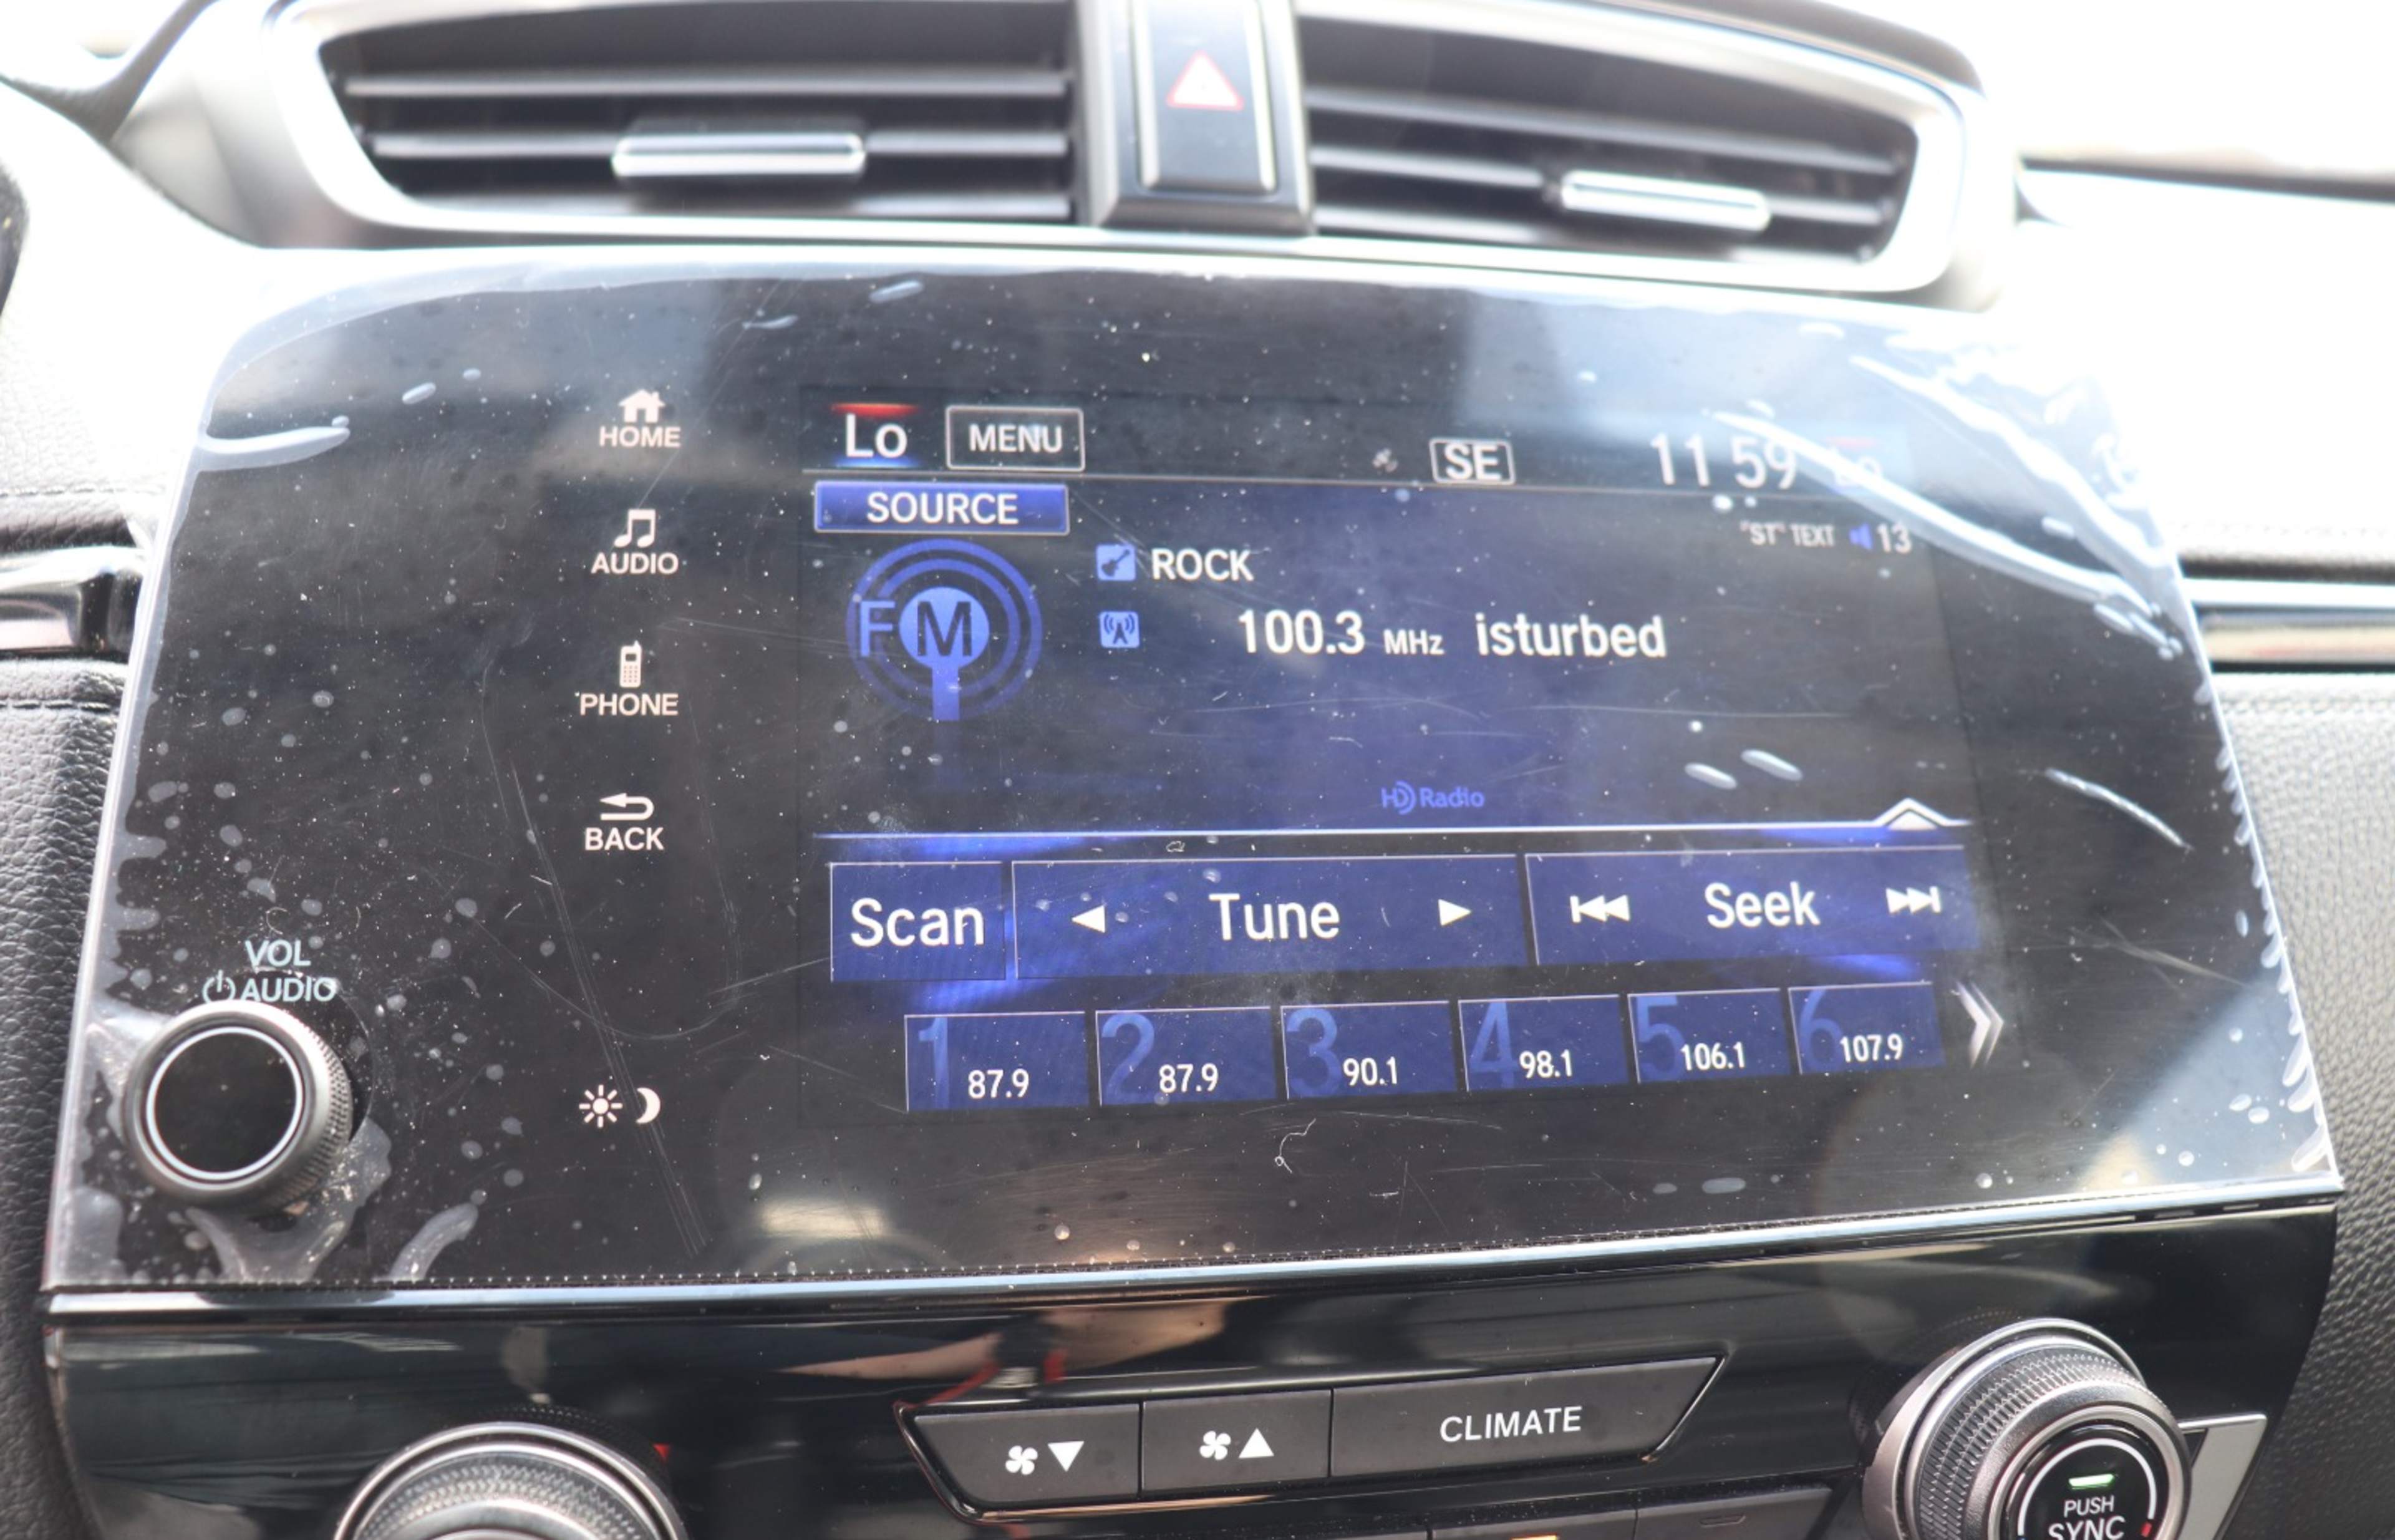 Lo MENU SE 11 59 Lo
SOURCE
"ST" TEXT 13
ROCK
FM
100.3 MHz isturbed
HD Radio
Scan Tune Seek
1 87.9
2 87.9
3 90.1
4 98.1
5 106.1
6 107.9
HOME
AUDIO
PHONE
BACK
VOL
AUDIO
CLIMATE
PUSH
SYNC